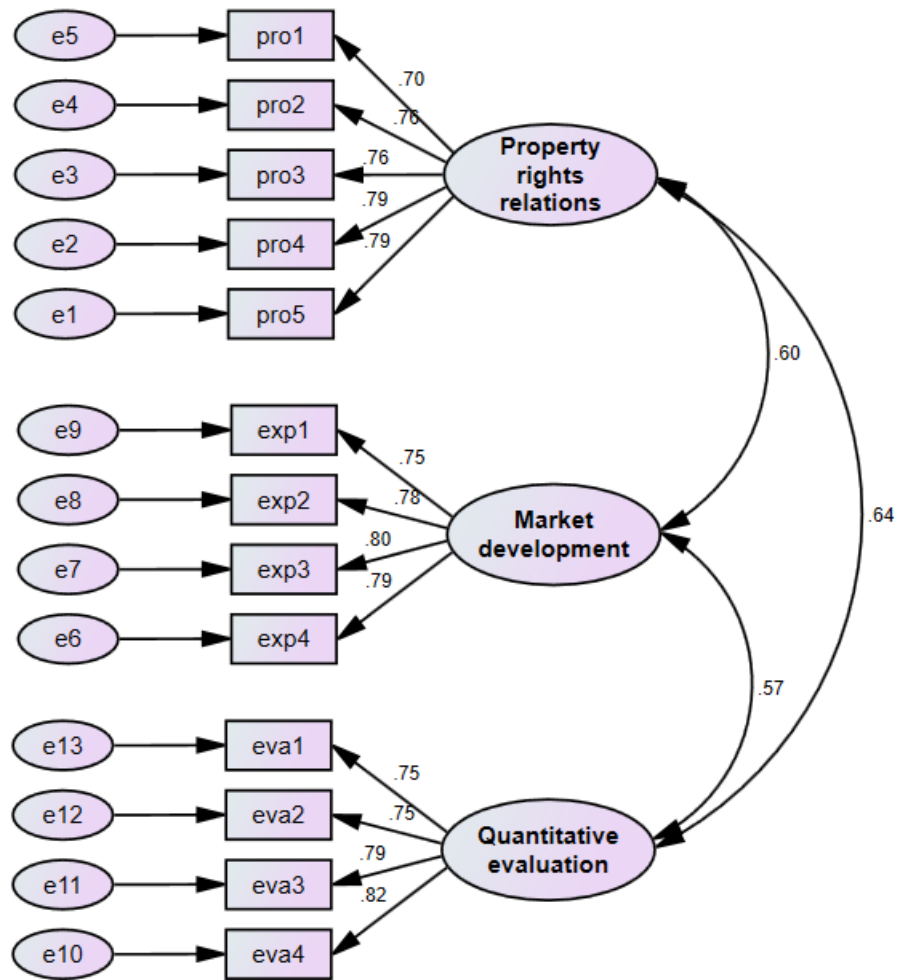 e5
pro1
.70
e4
pro2
.76
e3
pro3
.76
e2
pro4
.79
e1
pro5
.79
Property
rights
relations
.60
.64
e9
exp1
.75
e8
exp2
.78
e7
exp3
.80
e6
exp4
.79
Market
development
.57
e13
eva1
.75
e12
eva2
.75
e11
eva3
.79
e10
eva4
.82
Quantitative
evaluation